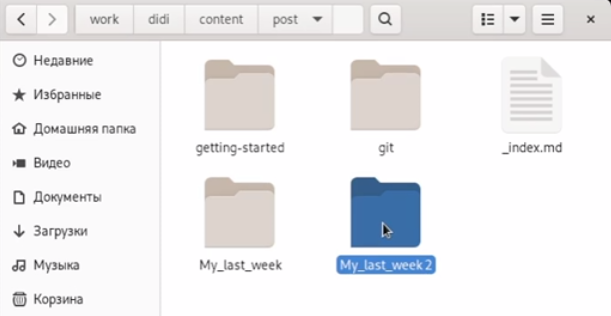 work didi content post
Недавние
Избранные
Домашняя папка
Видео
Документы
Загрузки
Музыка
Корзина
getting-started git _index.md
My_last_week My_last_week 2